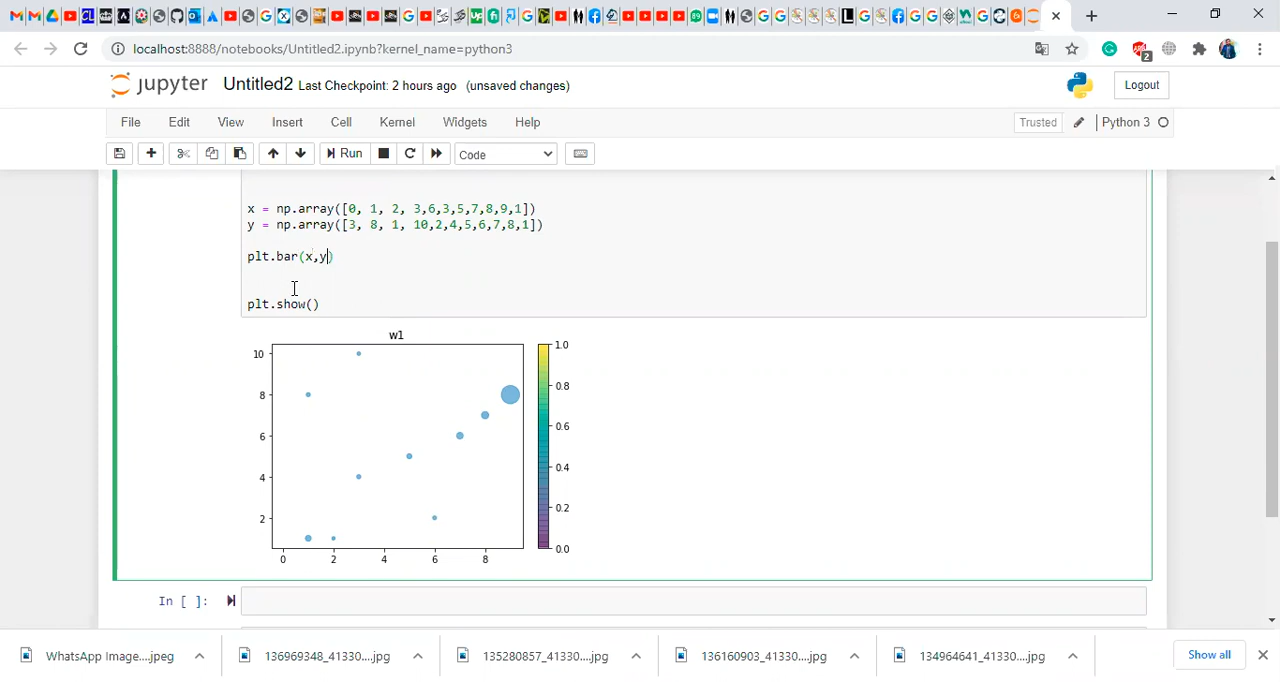 localhost:8888/notebooks/Untitled2.ipynb?kernel_name=python3
2
jupyter Untitled2 Last Checkpoint: 2 hours ago (unsaved changes)
Logout
File Edit View Insert Cell Kernel Widgets Help
Trusted Python 3
Run Code
x = np.array([0, 1, 2, 3,6,3,5,7,8,9,1])
y = np.array([3, 8, 1, 10,2,4,5,6,7,8,1])
plt.bar(x,y)
plt.show()
w1
10
8
6
4
2
0 2 4 6 8
1.0
0.8
0.6
0.4
0.2
0.0
In [ ]:
WhatsApp Image....jpeg
136969348_41330....jpg
135280857_41330....jpg
136160903_41330....jpg
134964641_41330....jpg
Show all